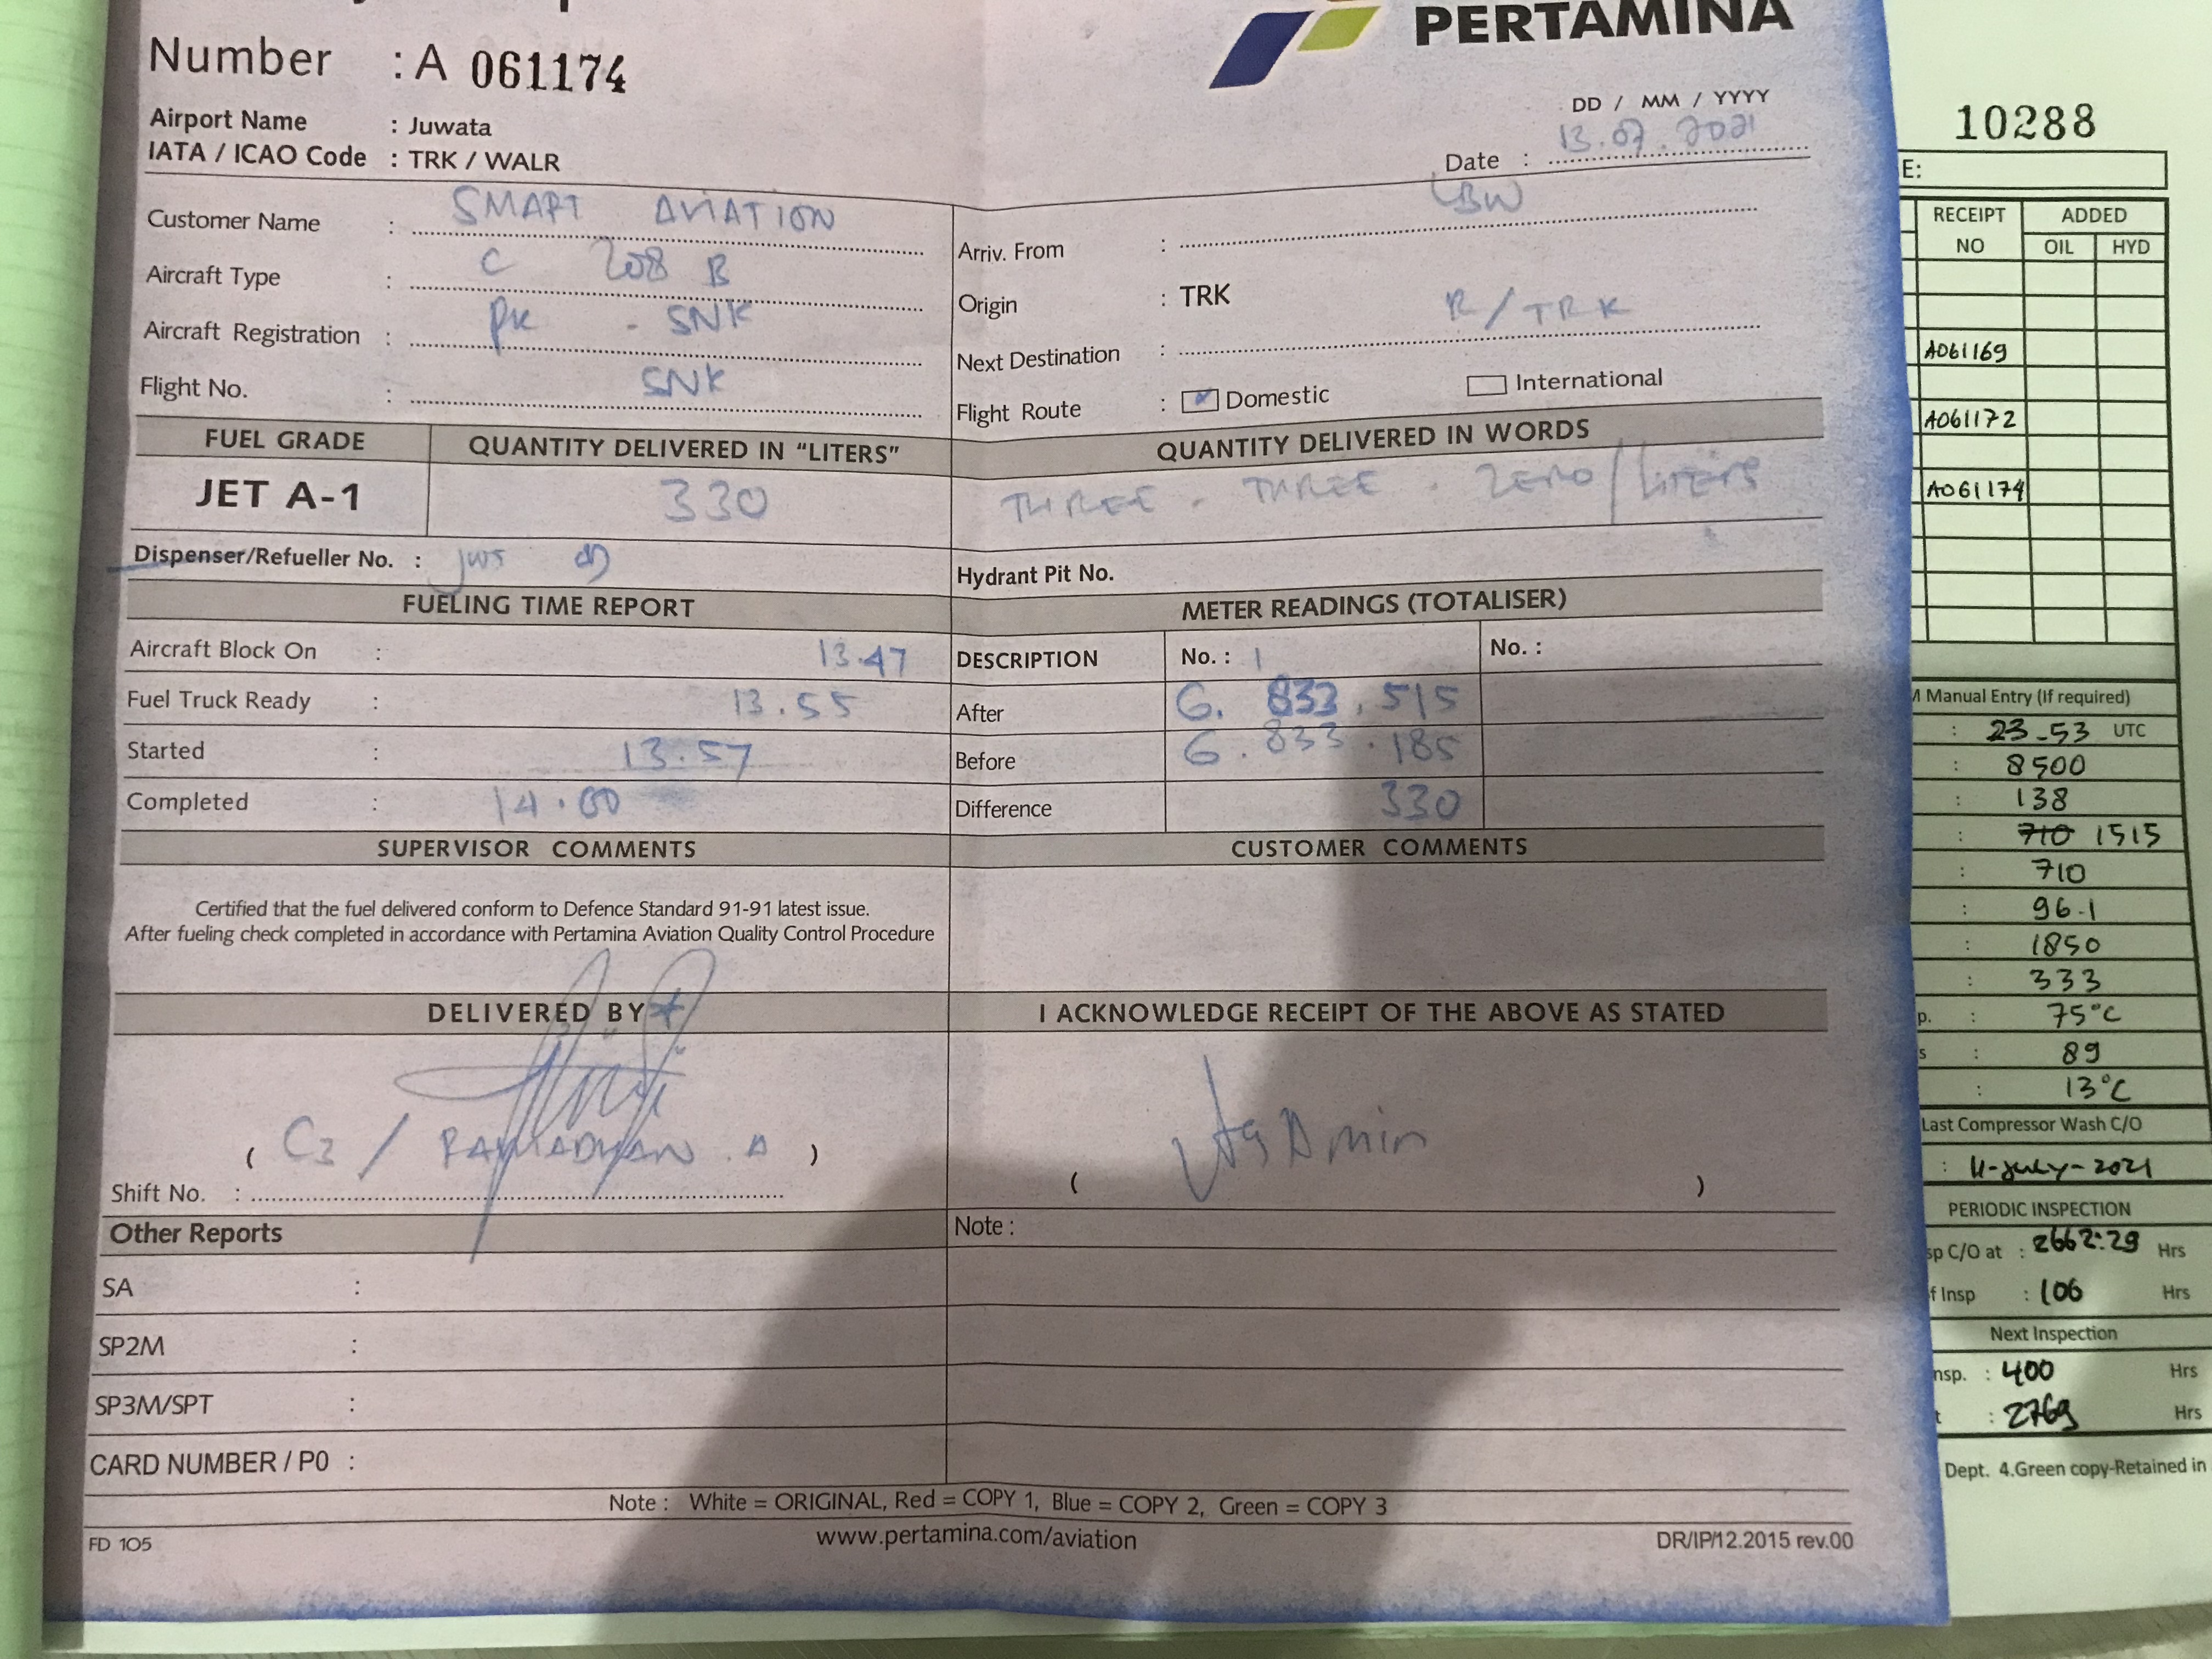 PERTAMINA
Number : A 061174
Airport Name : Juwata
IATA / ICAO Code : TRK / WALR
DD / MM / YYYY
Date : 13.07.2021
Customer Name : SMART AVIATION
Aircraft Type : C 208 B
Aircraft Registration : PK - SNK
Flight No. : SNK
Arriv. From : LBW
Origin : TRK
Next Destination : R/TRK
Flight Route : Domestic International
FUEL GRADE QUANTITY DELIVERED IN "LITERS" QUANTITY DELIVERED IN WORDS
JET A-1 330 THREE - THREE - ZERO / LITERS
Dispenser/Refueller No. : JWS
Hydrant Pit No.
FUELING TIME REPORT METER READINGS (TOTALISER)
Aircraft Block On : 13.47 DESCRIPTION No. : 1 No. :
Fuel Truck Ready : 13.55 After 6.833.515
Started : 13.57 Before 6.833.185
Completed : 14.00 Difference 330
SUPERVISOR COMMENTS CUSTOMER COMMENTS
Certified that the fuel delivered conform to Defence Standard 91-91 latest issue.
After fueling check completed in accordance with Pertamina Aviation Quality Control Procedure
DELIVERED BY I ACKNOWLEDGE RECEIPT OF THE ABOVE AS STATED
( C3 / RAMADHAN . A ) ( )
Shift No. :
Other Reports Note :
SA :
SP2M :
SP3M/SPT :
CARD NUMBER / P0 :
Note : White = ORIGINAL, Red = COPY 1, Blue = COPY 2, Green = COPY 3
FD 105 www.pertamina.com/aviation DR/IP/12.2015 rev.00
10288
E:
RECEIPT NO ADDED
OIL HYD
A061169
A061172
A061174
Manual Entry (If required)
: 23-53 UTC
: 8500
: 138
: 710 1515
: 710
: 96.1
: 1850
: 333
p. : 75°C
s : 89
: 13°C
Last Compressor Wash C/O
: 11-July-2021
PERIODIC INSPECTION
sp C/O at : 2662:29 Hrs
f Insp : 106 Hrs
Next Inspection
nsp. : 400 Hrs
t : 2769 Hrs
Dept. 4.Green copy-Retained in